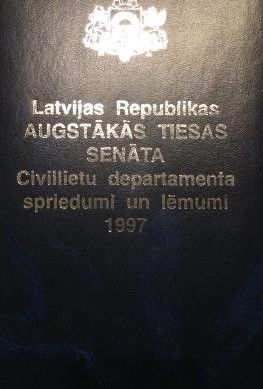 Latvijas Republikas
AUGSTĀKĀS TIESAS
SENĀTA
Civillietu departamenta
spriedumi un lēmumi
1997